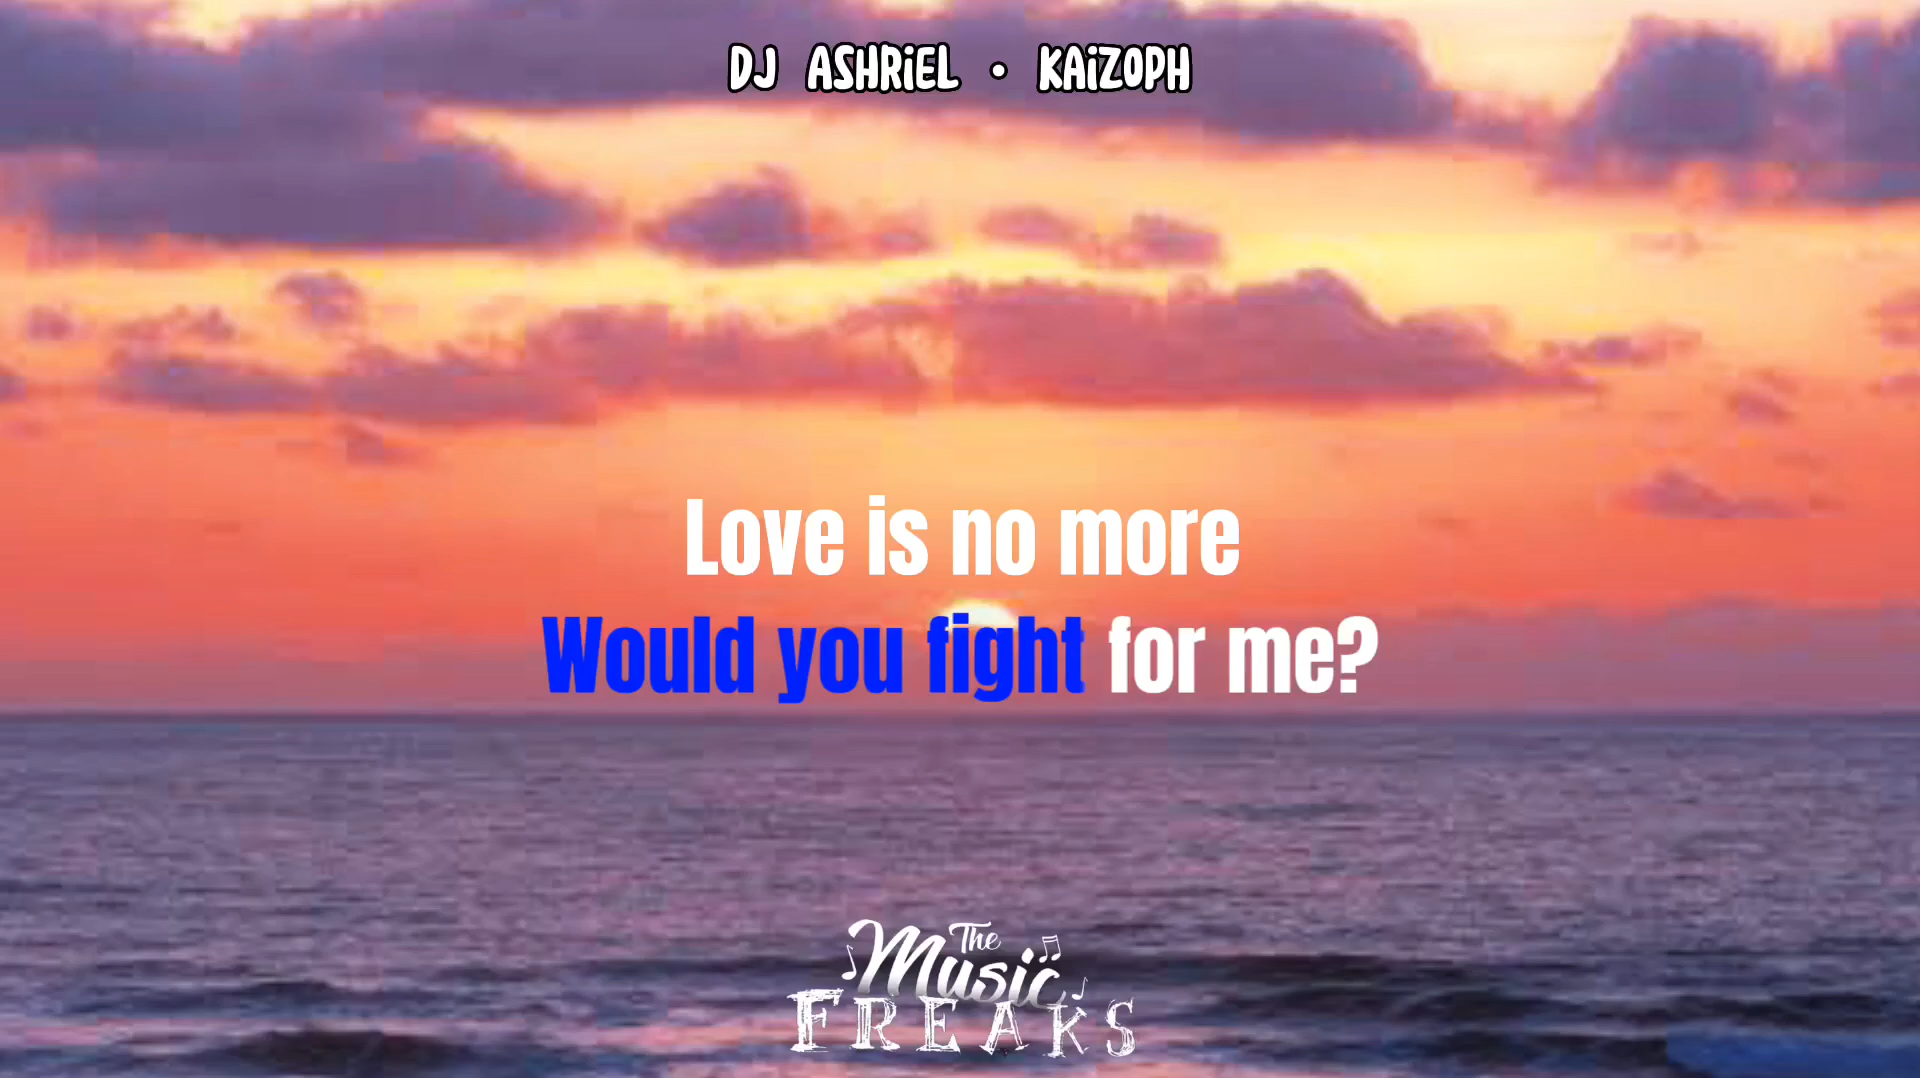 DJ ASHRiEL • KAiZOPH
Love is no more
Would you fight for me?
The
Music
FREAKS